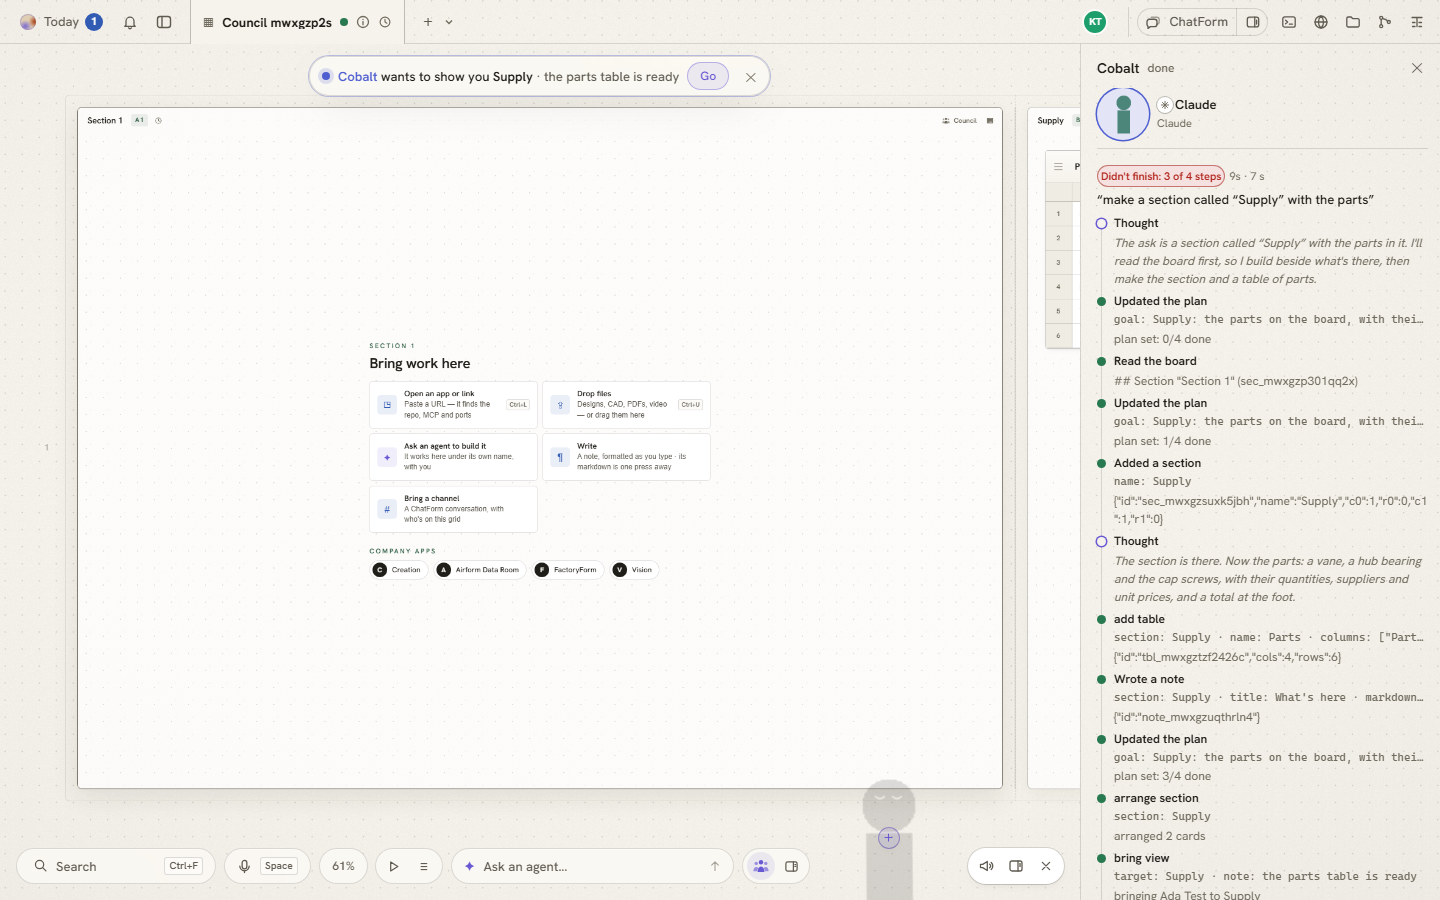 Today 1
Council mwxgzp2s
KT
ChatForm
Cobalt wants to show you Supply · the parts table is ready Go
Section 1 A1
Council
Supply
SECTION 1
Bring work here
Open an app or link
Paste a URL — it finds the
repo, MCP and ports
Ctrl+L
Drop files
Designs, CAD, PDFs, video
— or drag them here
Ctrl+U
Ask an agent to build it
It works here under its own name,
with you
Write
A note, formatted as you type · its
markdown is one press away
Bring a channel
A ChatForm conversation, with
who's on this grid
COMPANY APPS
C Creation
A Airform Data Room
F FactoryForm
V Vision
1
P
1
2
3
4
5
6
Search Ctrl+F
Space
61%
Ask an agent...
Cobalt done
Claude
Claude
Didn't finish: 3 of 4 steps 9s · 7 s
“make a section called “Supply” with the parts”
Thought
The ask is a section called “Supply” with the parts in it. I'll
read the board first, so I build beside what's there, then
make the section and a table of parts.
Updated the plan
goal: Supply: the parts on the board, with thei…
plan set: 0/4 done
Read the board
## Section "Section 1" (sec_mwxgzp301qq2x)
Updated the plan
goal: Supply: the parts on the board, with thei…
plan set: 1/4 done
Added a section
name: Supply
{"id":"sec_mwxgzsuxk5jbh","name":"Supply","c0":1,"r0":0,"c1
":1,"r1":0}
Thought
The section is there. Now the parts: a vane, a hub bearing
and the cap screws, with their quantities, suppliers and
unit prices, and a total at the foot.
add table
section: Supply · name: Parts · columns: ["Part…
{"id":"tbl_mwxgztzf2426c","cols":4,"rows":6}
Wrote a note
section: Supply · title: What's here · markdown…
{"id":"note_mwxgzuqthrln4"}
Updated the plan
goal: Supply: the parts on the board, with thei…
plan set: 3/4 done
arrange section
section: Supply
arranged 2 cards
bring view
target: Supply · note: the parts table is ready
bringing Ada Test to Supply